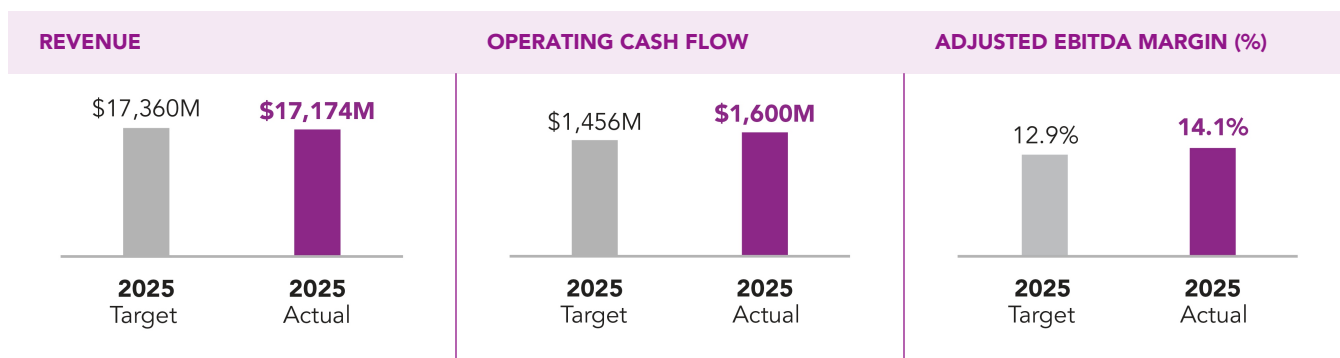 REVENUE
$17,360M
$17,174M
2025
Target
2025
Actual
OPERATING CASH FLOW
$1,456M
$1,600M
2025
Target
2025
Actual
ADJUSTED EBITDA MARGIN (%)
12.9%
14.1%
2025
Target
2025
Actual